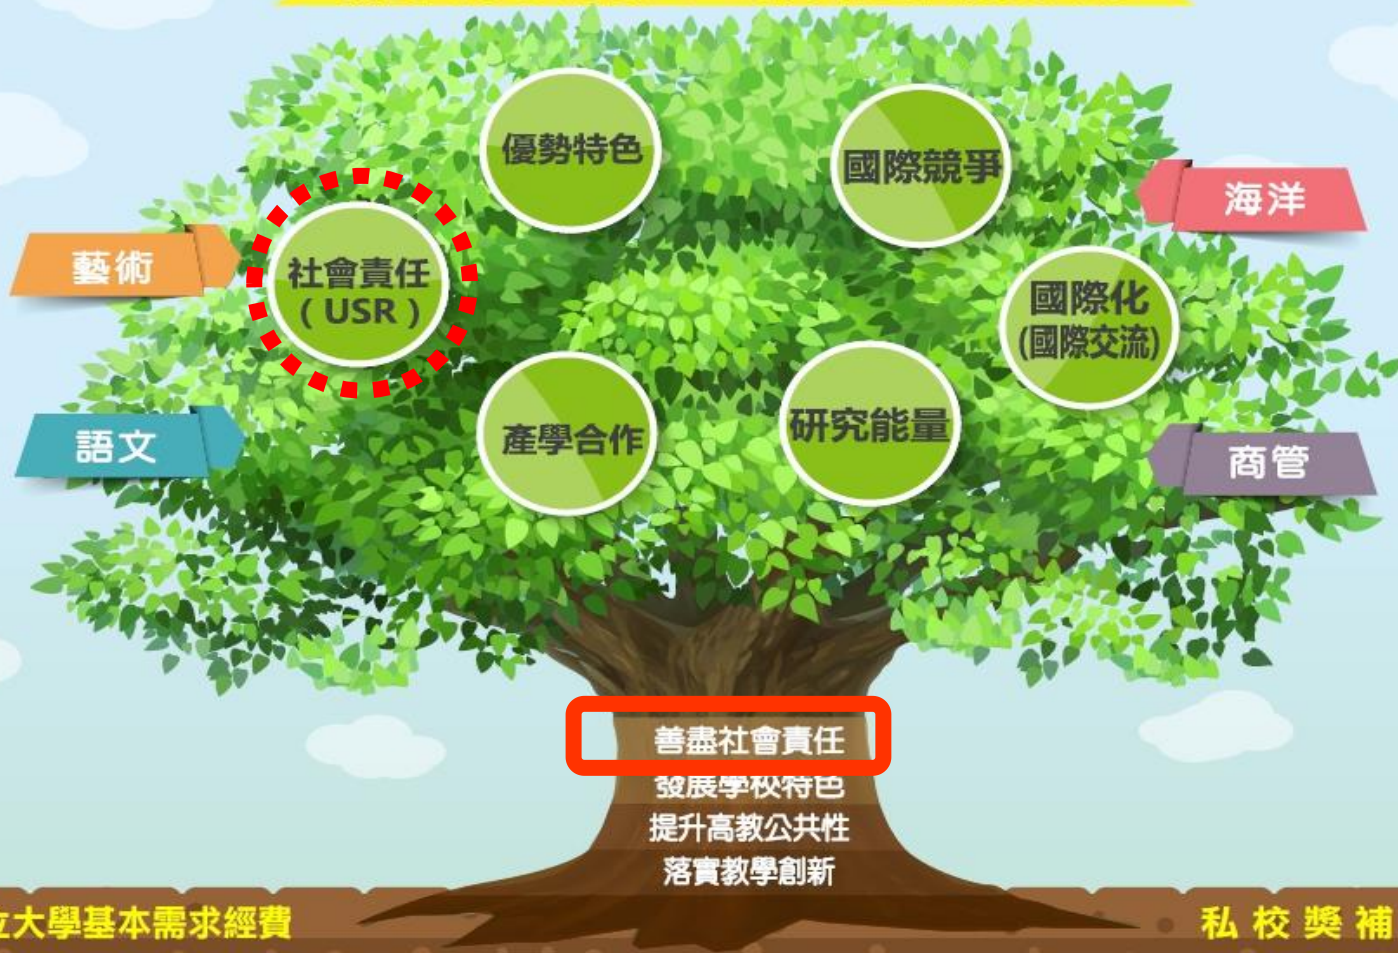 優勢特色
國際競爭
海洋
藝術
社會責任
（USR）
國際化
(國際交流)
語文
產學合作
研究能量
商管
善盡社會責任
發展學校特色
提升高教公共性
落實教學創新
立大學基本需求經費
私校獎補